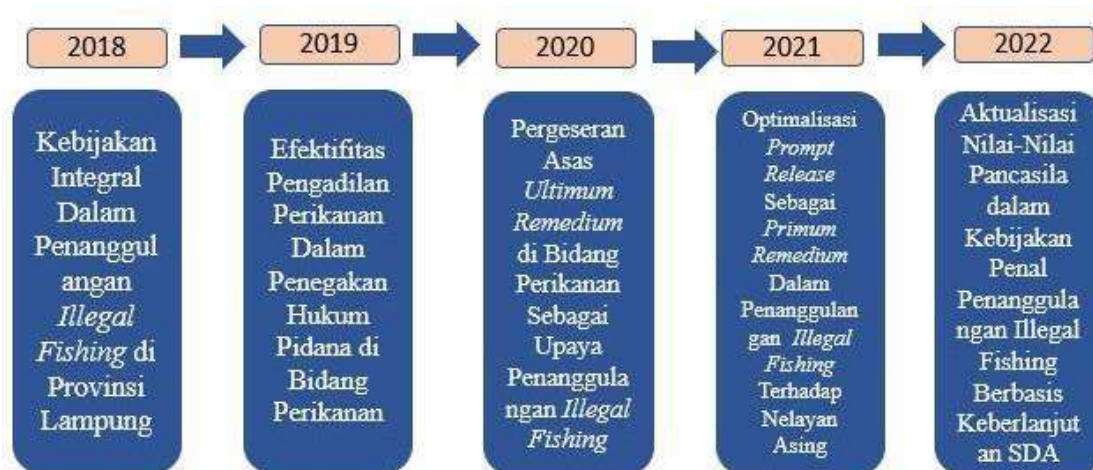 2018
2019
2020
2021
2022
Kebijakan
Integral
Dalam
Penanggul
angan
Illegal
Fishing di
Provinsi
Lampung
Efektifitas
Pengadilan
Perikanan
Dalam
Penegakan
Hukum
Pidana di
Bidang
Perikanan
Pergeseran
Asas
Ultimum
Remedium
di Bidang
Perikanan
Sebagai
Upaya
Penanggula
ngan Illegal
Fishing
Optimalisasi
Prompt
Release
Sebagai
Primum
Remedium
Dalam
Penanggulan
gan Illegal
Fishing
Terhadap
Nelayan
Asing
Aktualisasi
Nilai-Nilai
Pancasila
dalam
Kebijakan
Penal
Penanggula
ngan Illegal
Fishing
Berbasis
Keberlanjut
an SDA